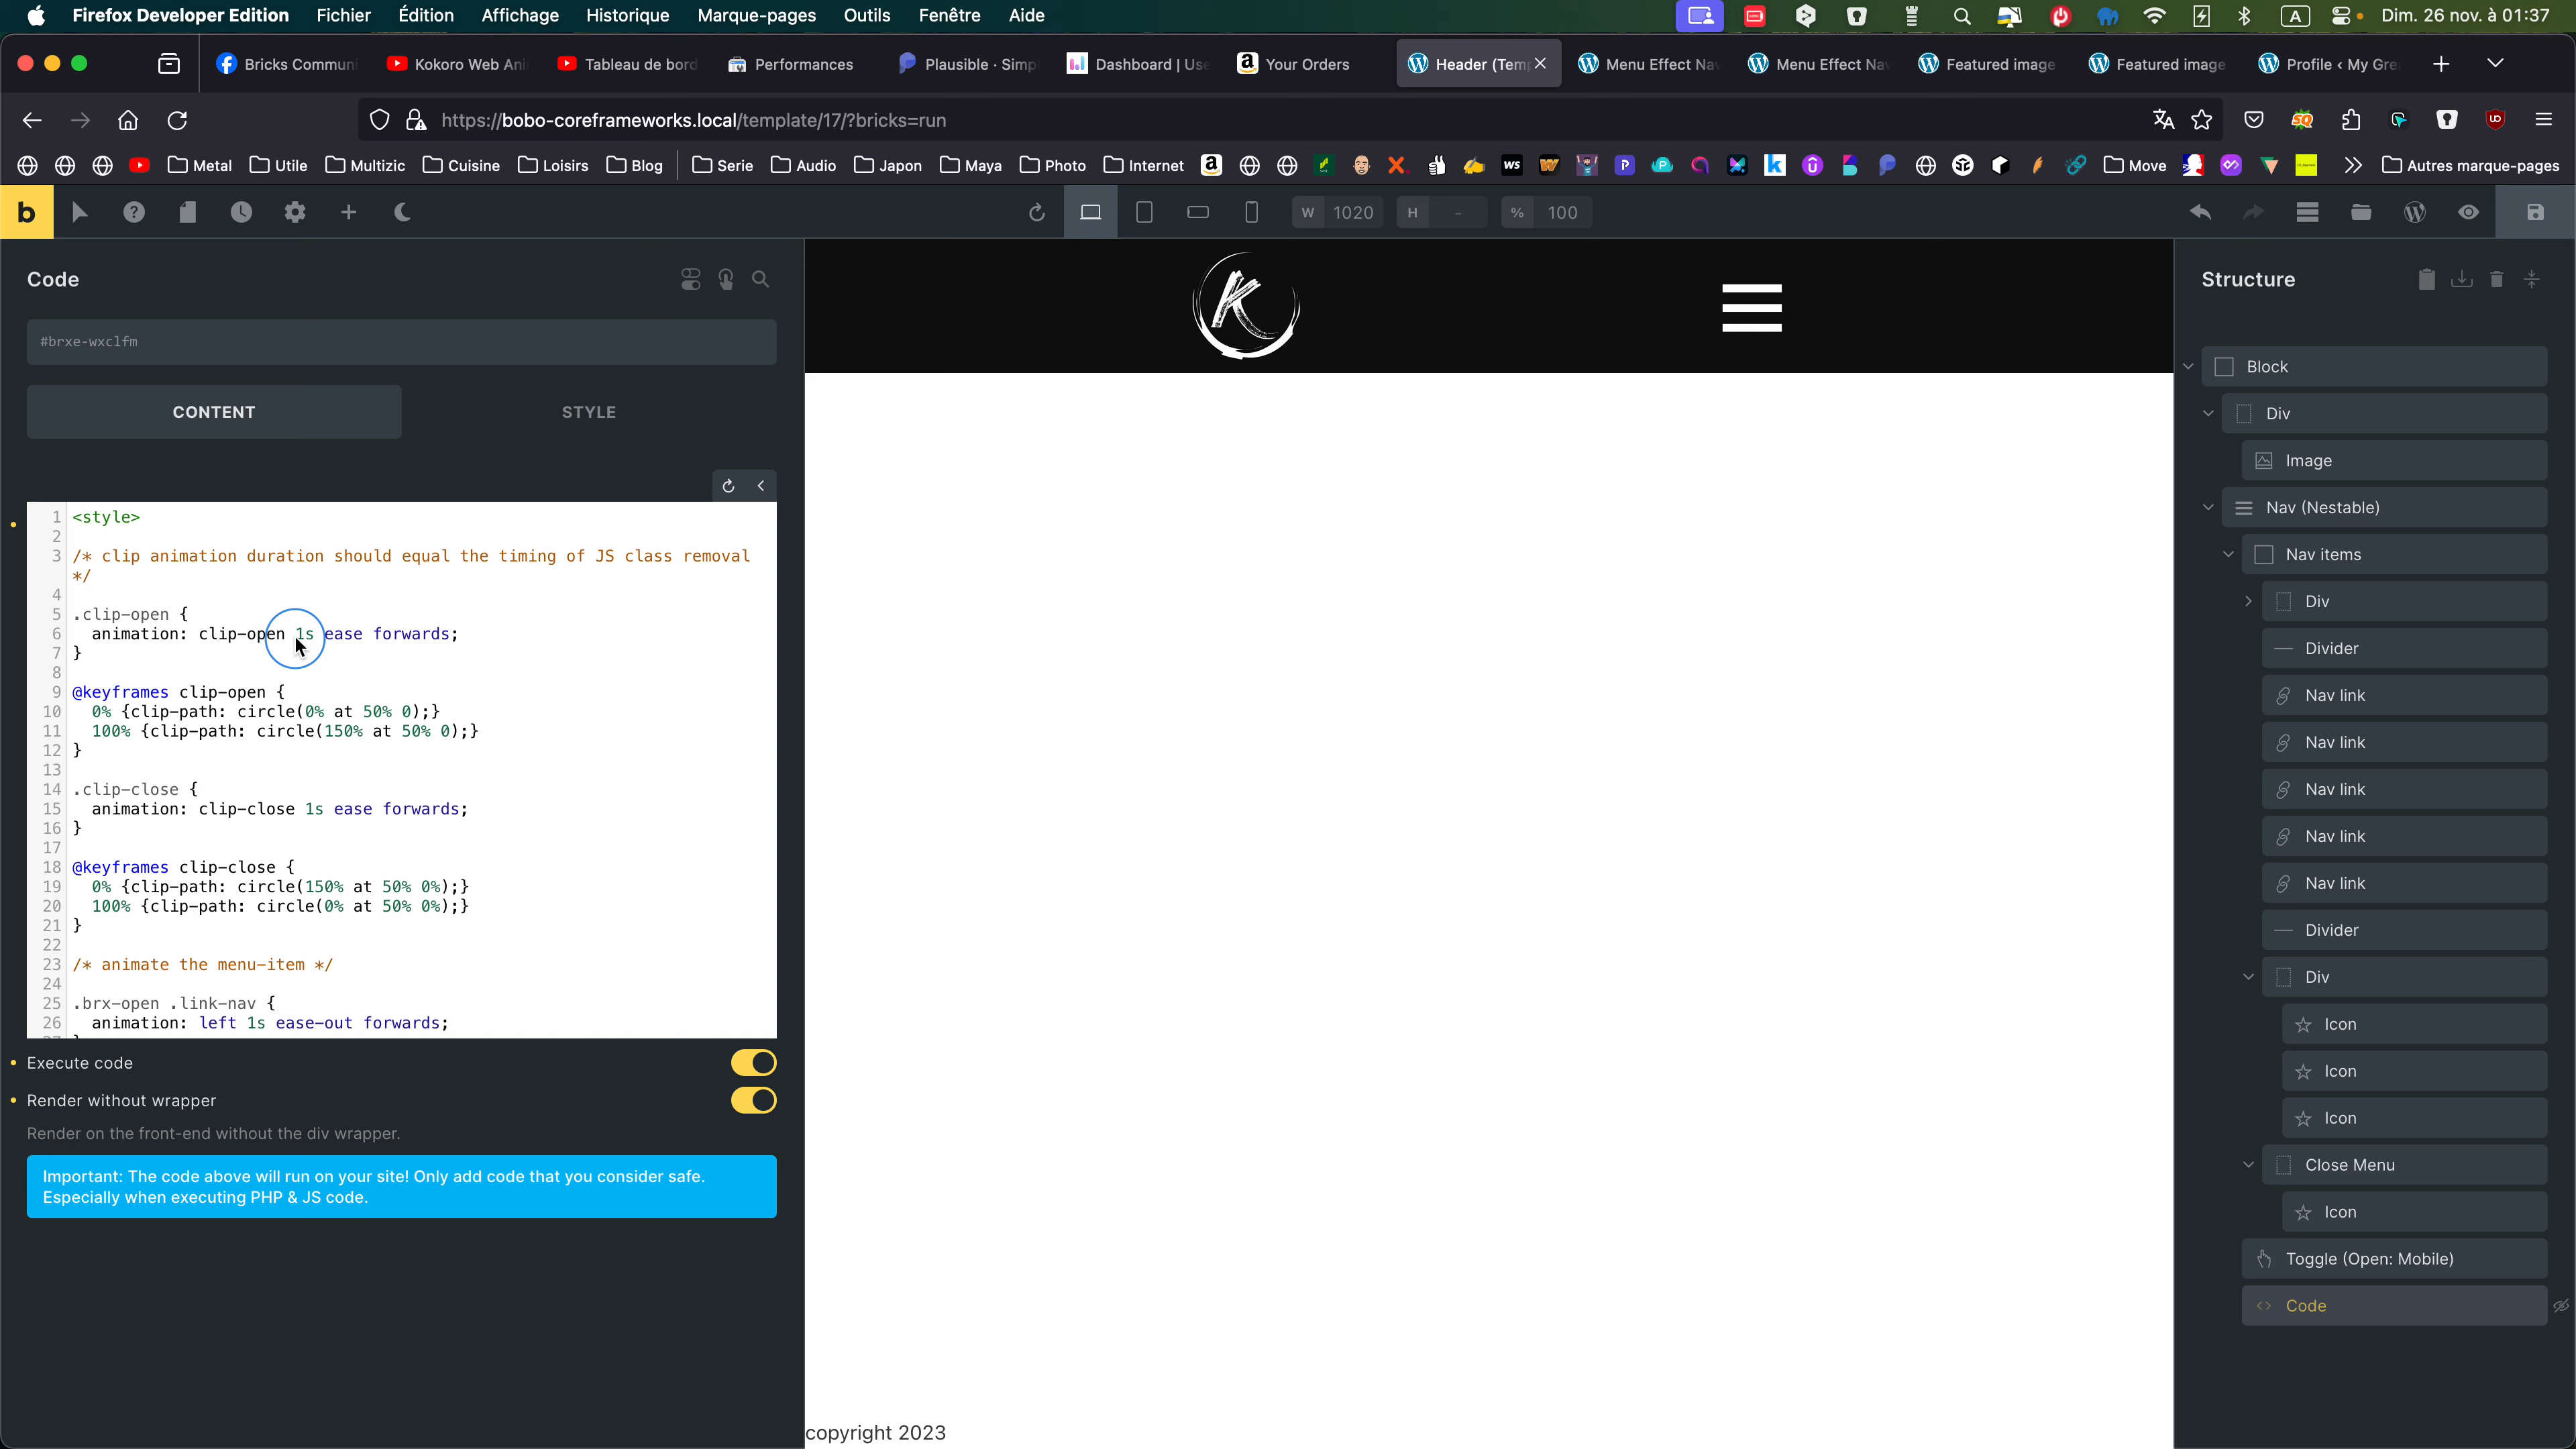 Firefox Developer Edition Fichier Édition Affichage Historique Marque-pages Outils Fenêtre Aide A Dim. 26 nov. à 01:37
Bricks Commun Kokoro Web Ani Tableau de bord Performances Plausible · Simp Dashboard | Use Your Orders Header (Temp Menu Effect Nav Menu Effect Nav Featured image Featured image Profile ‹ My Gre
https://bobo-coreframeworks.local/template/17/?bricks=run
Metal Utile Multizic Cuisine Loisirs Blog Serie Audio Japon Maya Photo Internet Move Autres marque-pages
b W 1020 H - % 100
Code
#brxe-wxclfm
CONTENT STYLE
1 <style>
2
3 /* clip animation duration should equal the timing of JS class removal
*/
4
5 .clip-open {
6 animation: clip-open 1s ease forwards;
7 }
8
9 @keyframes clip-open {
10 0% {clip-path: circle(0% at 50% 0);}
11 100% {clip-path: circle(150% at 50% 0);}
12 }
13
14 .clip-close {
15 animation: clip-close 1s ease forwards;
16 }
17
18 @keyframes clip-close {
19 0% {clip-path: circle(150% at 50% 0%);}
20 100% {clip-path: circle(0% at 50% 0%);}
21 }
22
23 /* animate the menu-item */
24
25 .brx-open .link-nav {
26 animation: left 1s ease-out forwards;
Execute code
Render without wrapper
Render on the front-end without the div wrapper.
Important: The code above will run on your site! Only add code that you consider safe.
Especially when executing PHP & JS code.
K
copyright 2023
Structure
Block
Div
Image
Nav (Nestable)
Nav items
Div
Divider
Nav link
Nav link
Nav link
Nav link
Nav link
Divider
Div
Icon
Icon
Icon
Close Menu
Icon
Toggle (Open: Mobile)
Code